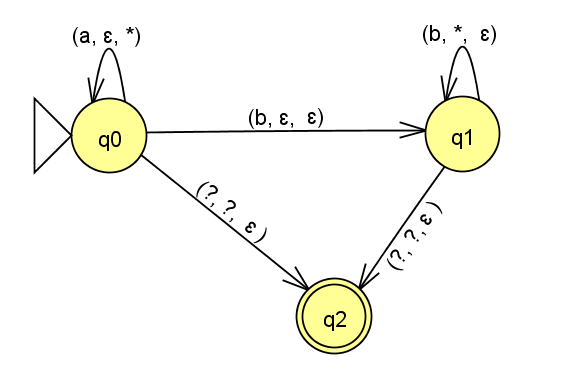 (a, ε, *)
(b, *, ε)
q0
(b, ε, ε)
q1
(?, ?, ε)
(?, ?, ε)
q2